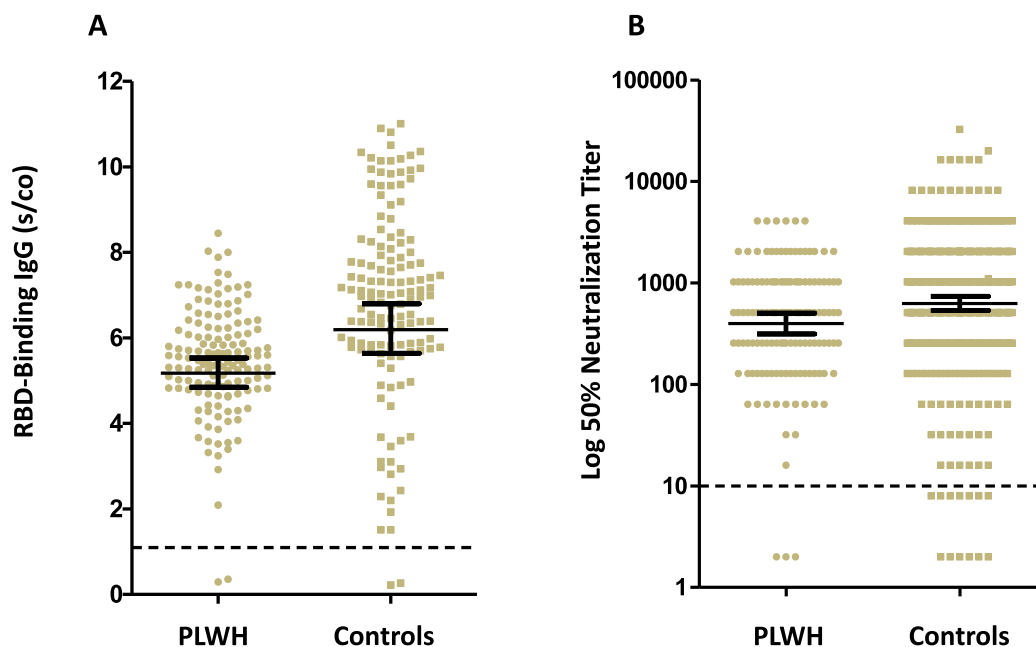 A
B
RBD-Binding IgG (s/co)
12
10
8
6
4
2
0
PLWH
Controls
Log 50% Neutralization Titer
100000
10000
1000
100
10
1
PLWH
Controls